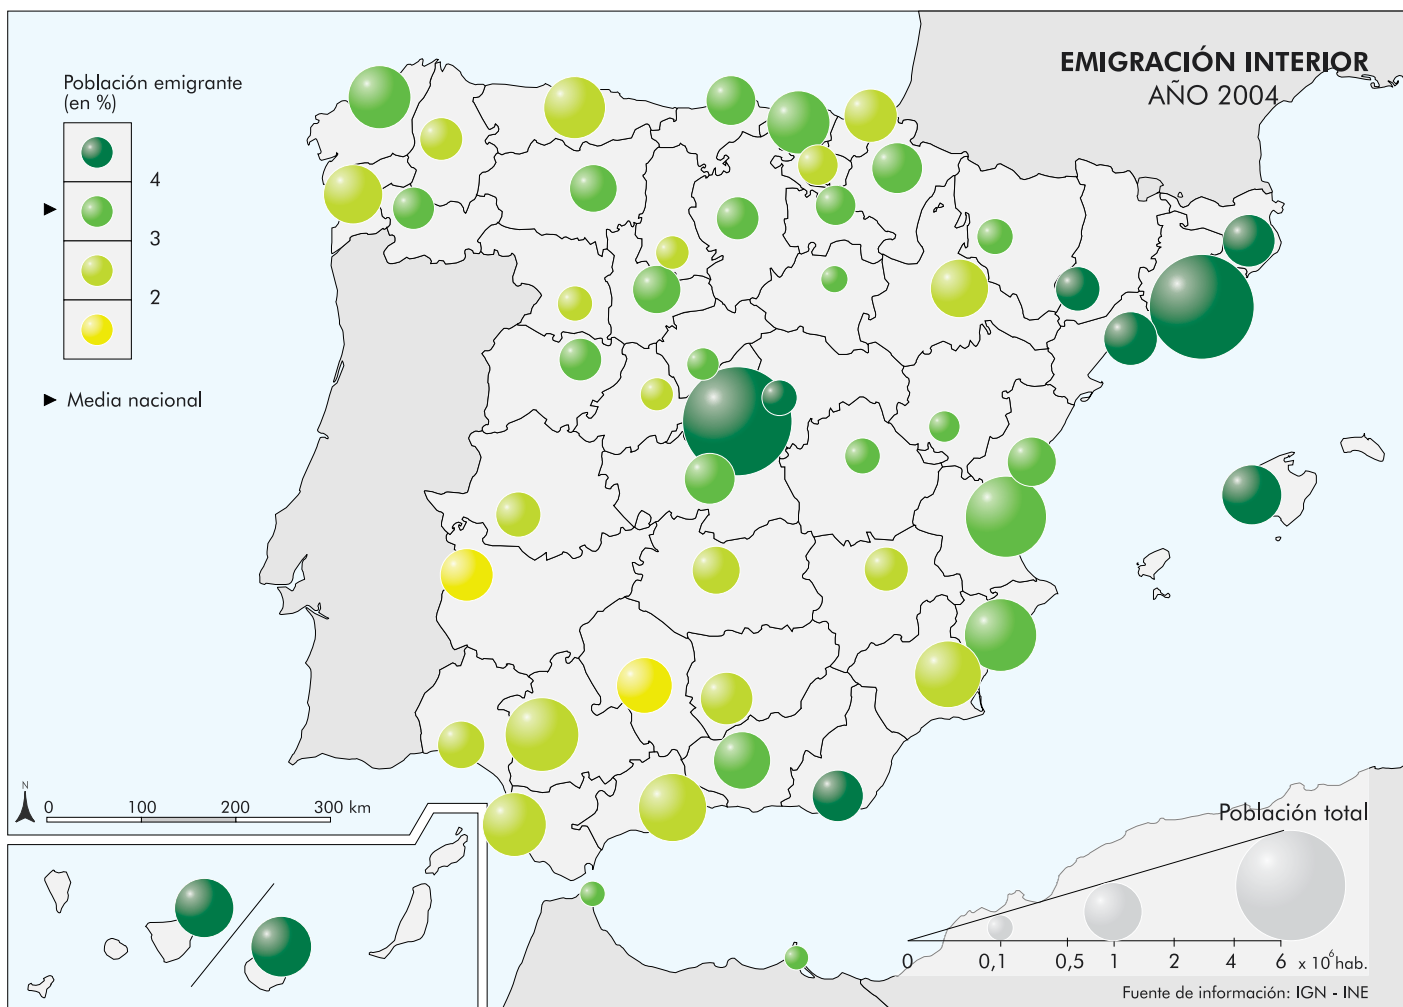 EMIGRACIÓN INTERIOR
AÑO 2004
Población emigrante
(en %)
4
3
2
Media nacional
N
0 100 200 300 km
Población total
0 0,1 0,5 1 2 4 6 x 10⁶ hab.
Fuente de información: IGN - INE